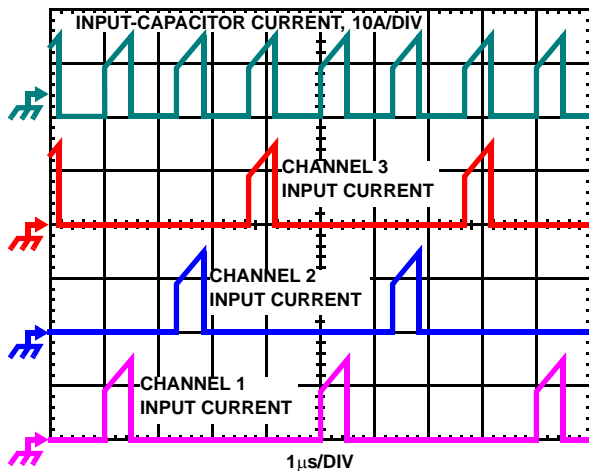 INPUT-CAPACITOR CURRENT, 10A/DIV
CHANNEL 3
INPUT CURRENT
CHANNEL 2
INPUT CURRENT
CHANNEL 1
INPUT CURRENT
1μs/DIV